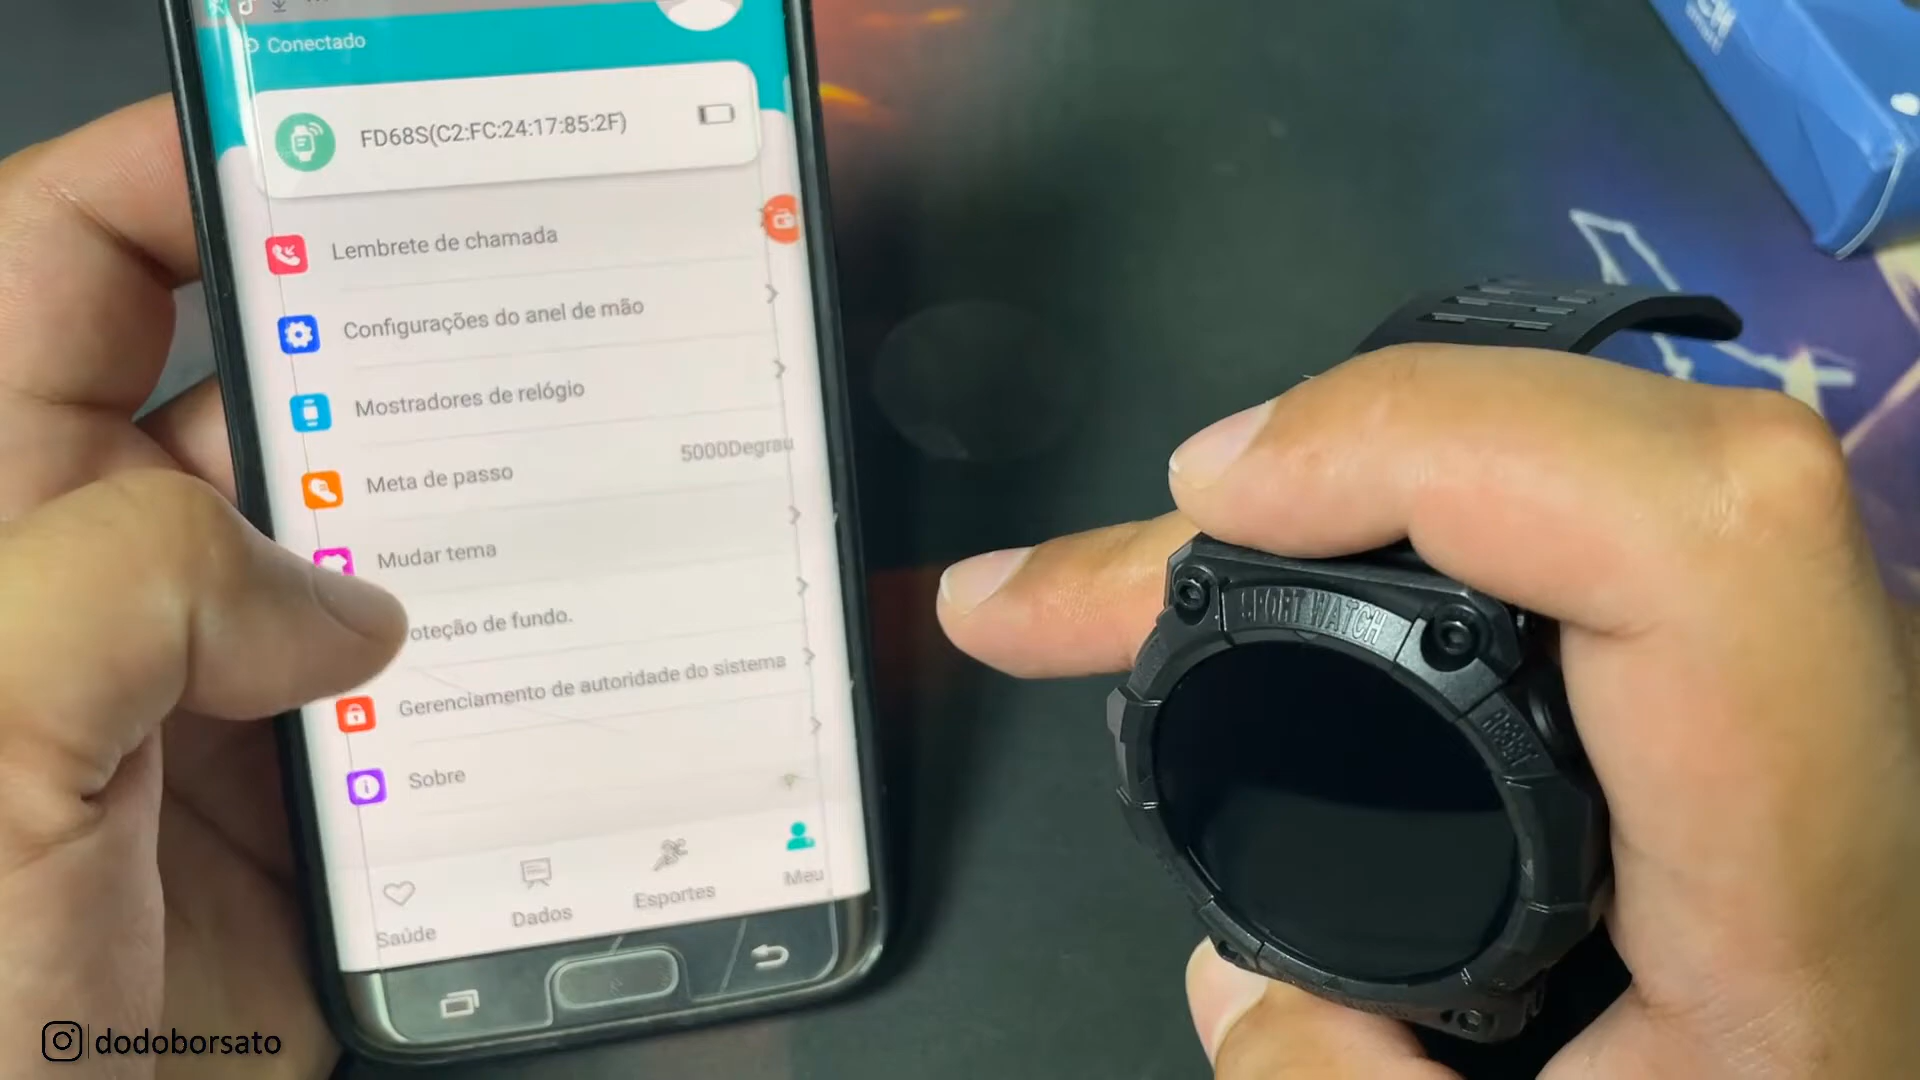 Conectado
FD68S(C2:FC:24:17:85:2F)
Lembrete de chamada
Configurações do anel de mão
Mostradores de relógio
Meta de passo
5000Degrau
Mudar tema
oteção de fundo.
Gerenciamento de autoridade do sistema
Sobre
Saúde
Dados
Esportes
Meu
SPORT WATCH
RESET
dodoborsato